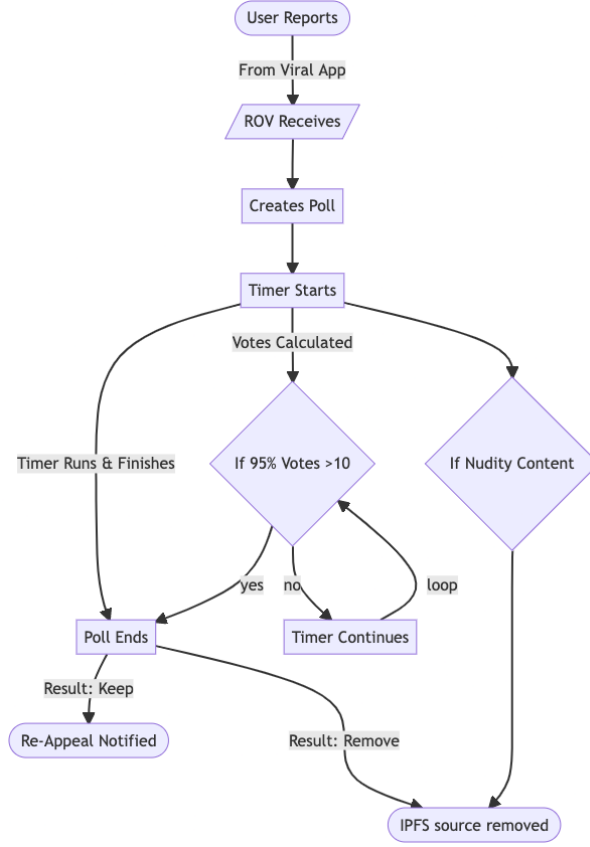 User Reports
From Viral App
ROV Receives
Creates Poll
Timer Starts
Votes Calculated
Timer Runs & Finishes
If 95% Votes >10
If Nudity Content
yes
no
loop
Poll Ends
Timer Continues
Result: Keep
Re-Appeal Notified
Result: Remove
IPFS source removed